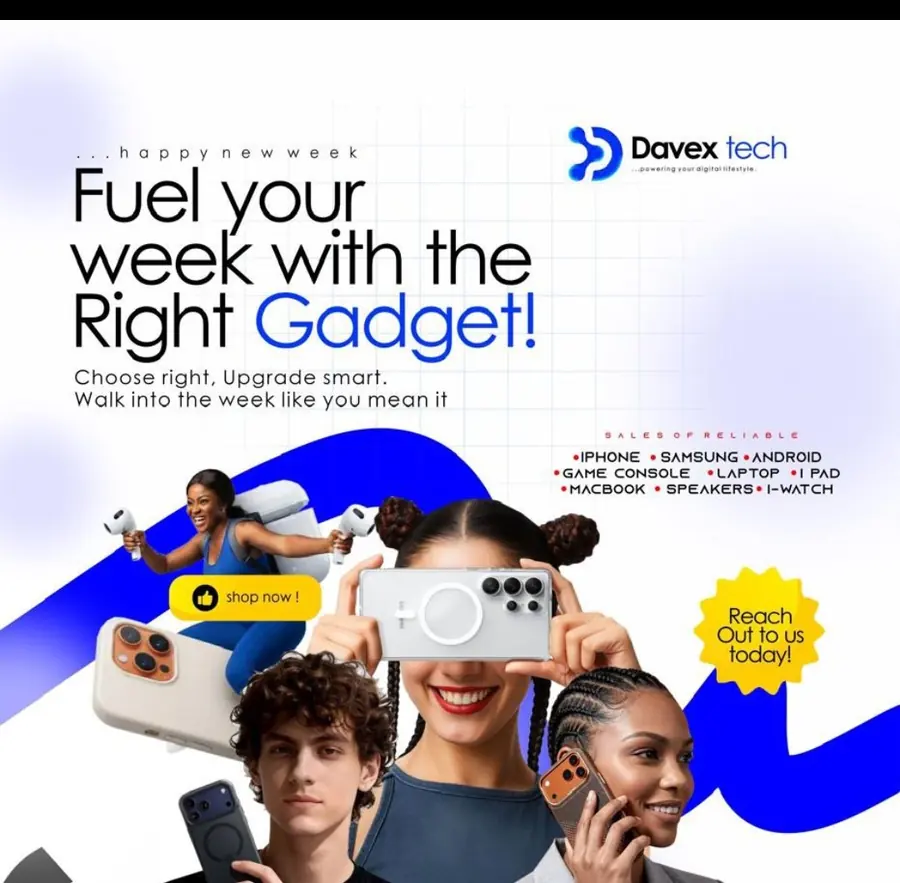 ...happy new week
Fuel your
week with the
Right Gadget!
Choose right, Upgrade smart.
Walk into the week like you mean it
Davex tech
...powering your digital lifestyle.
SALES OF RELIABLE
•IPHONE •SAMSUNG •ANDROID
•GAME CONSOLE •LAPTOP •I PAD
•MACBOOK •SPEAKERS •I-WATCH
shop now !
Reach
Out to us
today!